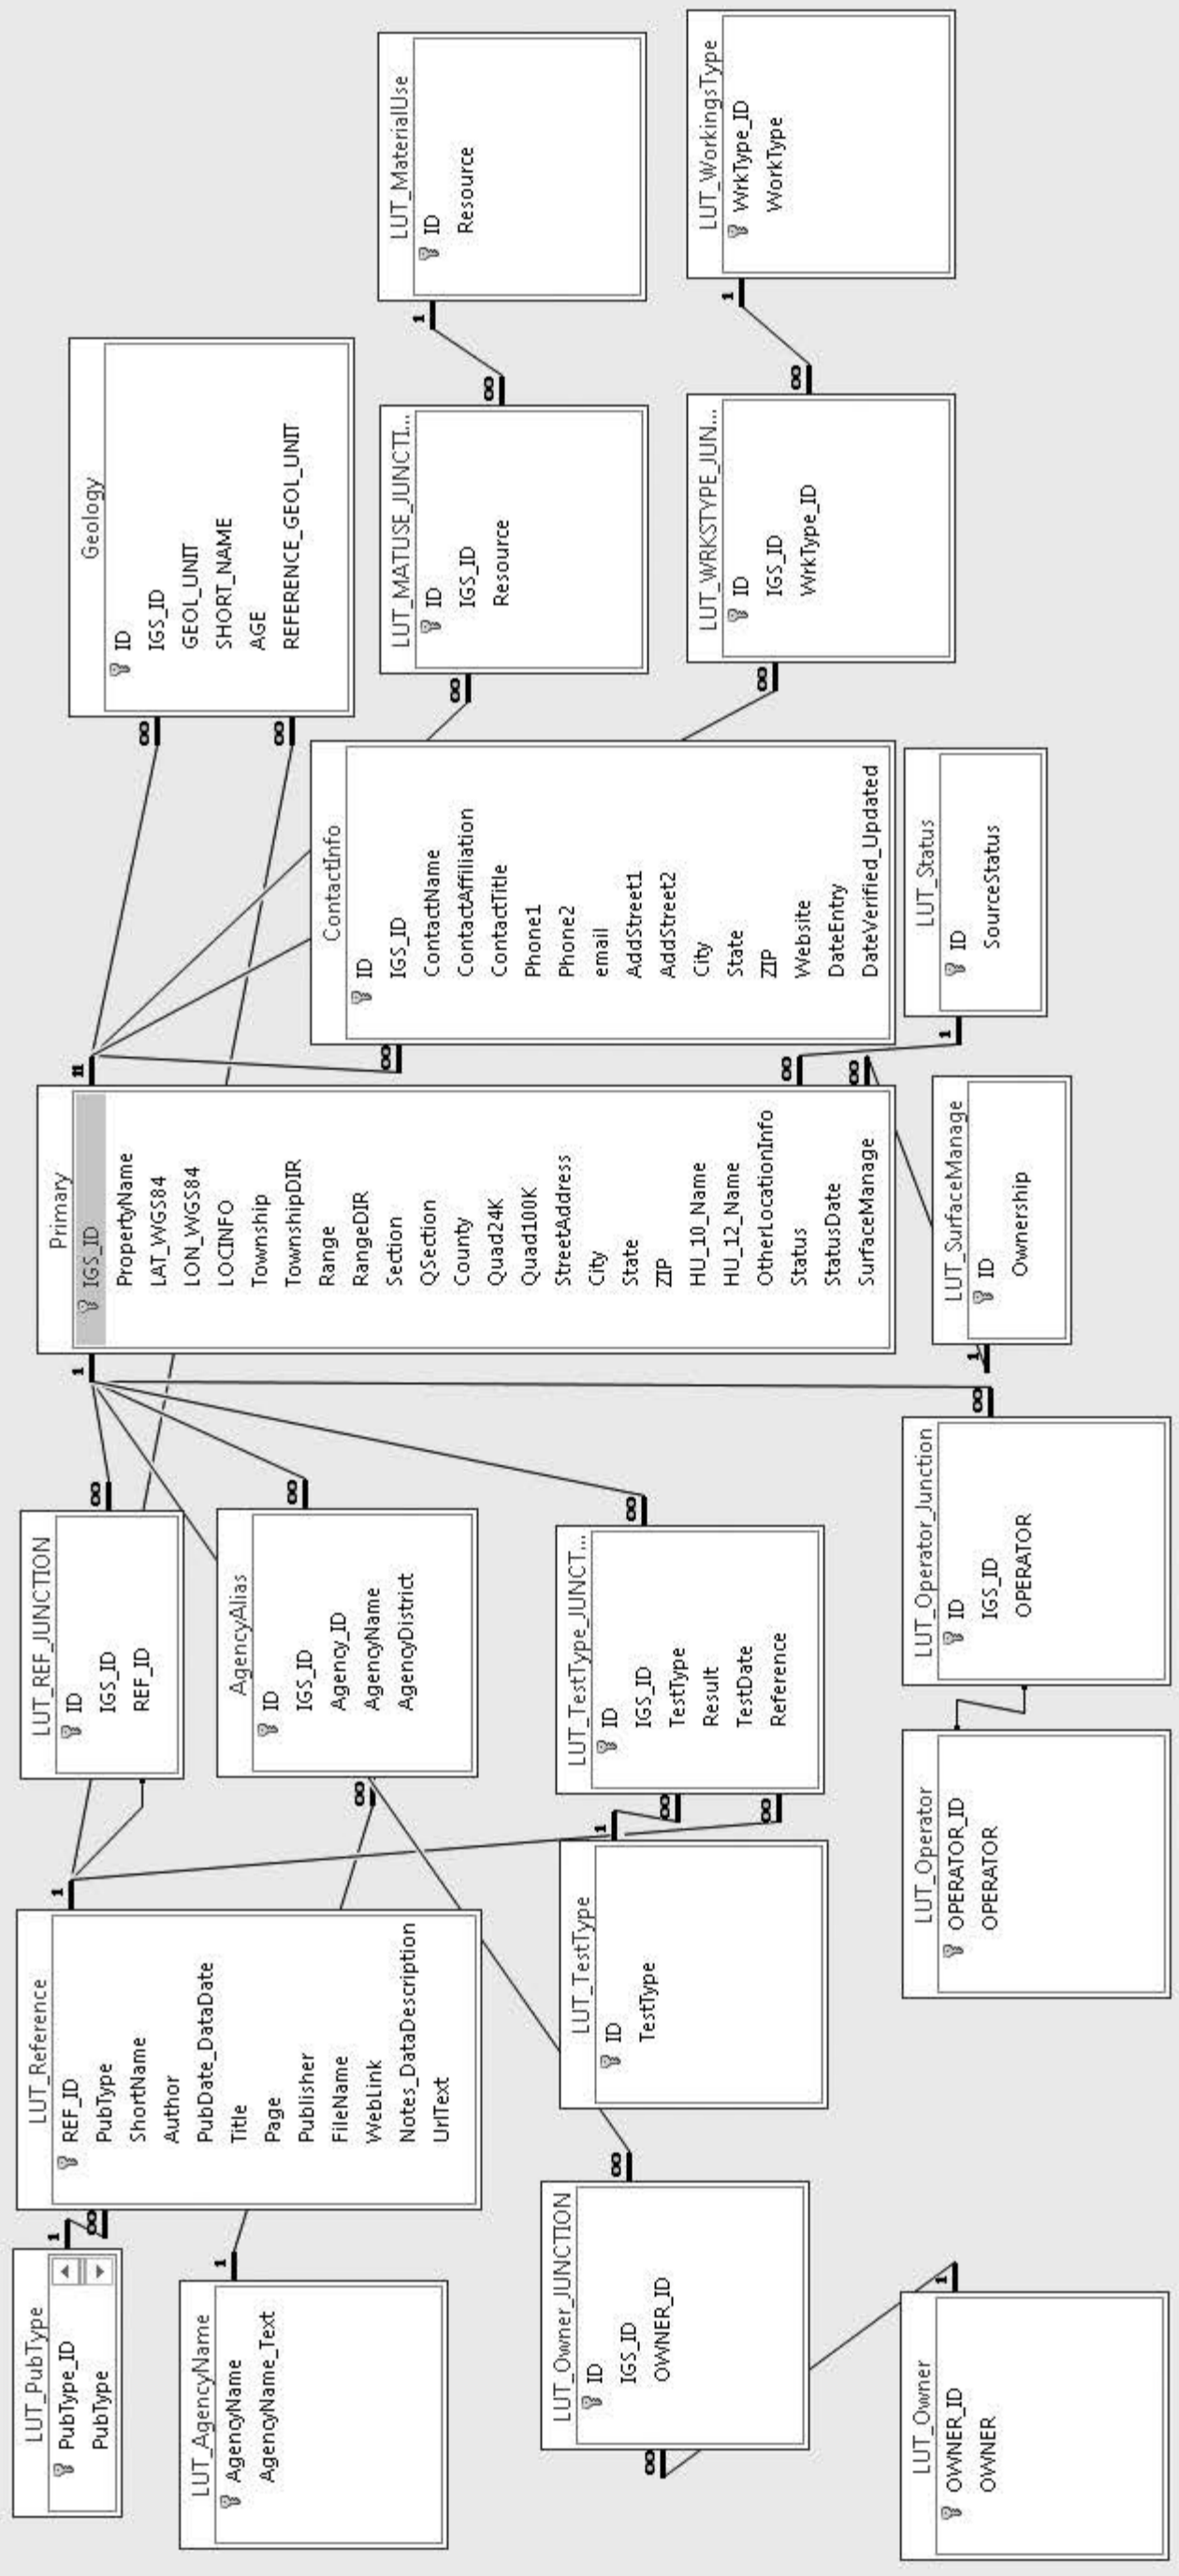 LUT_PubType
PubType_ID
PubType
LUT_AgencyName
AgencyName
AgencyName_Text
LUT_Owner_JUNCTION
ID
IGS_ID
OWNER_ID
LUT_Owner
OWNER_ID
OWNER
LUT_Reference
REF_ID
PubType
ShortName
Author
PubDate_DataDate
Title
Page
Publisher
FileName
WebLink
Notes_DataDescription
UrlText
LUT_TestType
ID
TestType
LUT_Operator
OPERATOR_ID
OPERATOR
LUT_REF_JUNCTION
ID
IGS_ID
REF_ID
AgencyAlias
ID
IGS_ID
Agency_ID
AgencyName
AgencyDistrict
LUT_TestType_JUNCT...
ID
IGS_ID
TestType
Result
TestDate
Reference
LUT_Operator_Junction
ID
IGS_ID
OPERATOR
Primary
IGS_ID
PropertyName
LAT_WGS84
LON_WGS84
LOCINFO
Township
TownshipDIR
Range
RangeDIR
Section
QSection
County
Quad24K
Quad100K
StreetAddress
City
State
ZIP
HU_10_Name
HU_12_Name
OtherLocationInfo
Status
StatusDate
SurfaceManage
LUT_SurfaceManage
ID
Ownership
ContactInfo
ID
IGS_ID
ContactName
ContactAffiliation
ContactTitle
Phone1
Phone2
email
AddStreet1
AddStreet2
City
State
ZIP
Website
DateEntry
DateVerified_Updated
LUT_Status
ID
SourceStatus
Geology
ID
IGS_ID
GEOL_UNIT
SHORT_NAME
AGE
REFERENCE_GEOL_UNIT
LUT_MATUSE_JUNCTI...
ID
IGS_ID
Resource
LUT_WRKSTYPE_JUN...
ID
IGS_ID
WrkType_ID
LUT_MaterialUse
ID
Resource
LUT_WorkingsType
WrkType_ID
WorkType